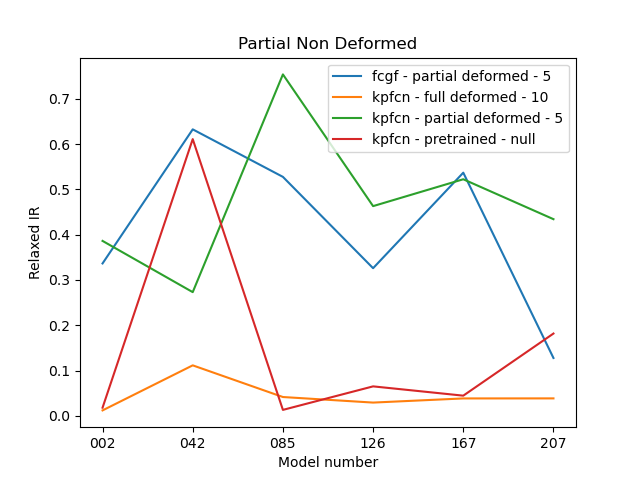 Partial Non Deformed
fcgf - partial deformed - 5
kpfcn - full deformed - 10
kpfcn - partial deformed - 5
kpfcn - pretrained - null
Relaxed IR
0.7
0.6
0.5
0.4
0.3
0.2
0.1
0.0
002 042 085 126 167 207
Model number